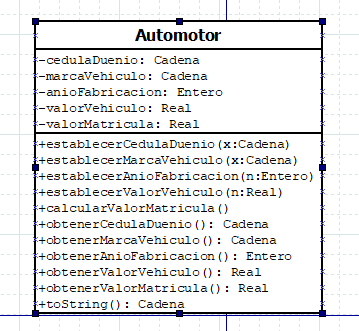 Automotor
-cedulaDuenio: Cadena
-marcaVehiculo: Cadena
-anioFabricacion: Entero
-valorVehiculo: Real
-valorMatricula: Real
+establecerCedulaDuenio(x:Cadena)
+establecerMarcaVehiculo(x:Cadena)
+establecerAnioFabricacion(n:Entero)
+establecerValorVehiculo(n:Real)
+calcularValorMatricula()
+obtenerCedulaDuenio(): Cadena
+obtenerMarcaVehiculo(): Cadena
+obtenerAnioFabricacion(): Entero
+obtenerValorVehiculo(): Real
+obtenerValorMatricula(): Real
+toString(): Cadena